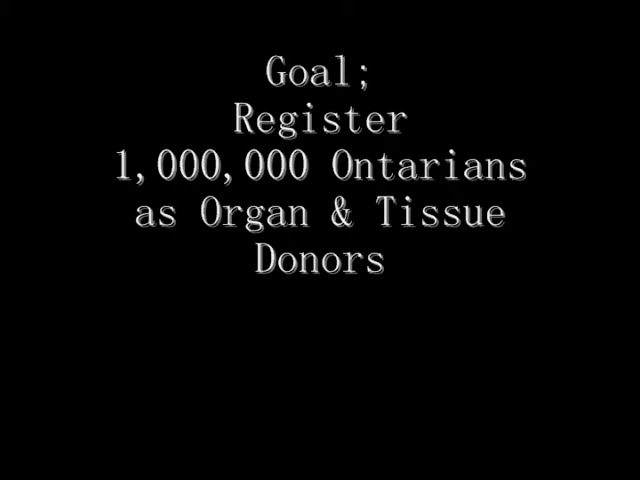 Goal;
Register
1,000,000 Ontarians
as Organ & Tissue
Donors